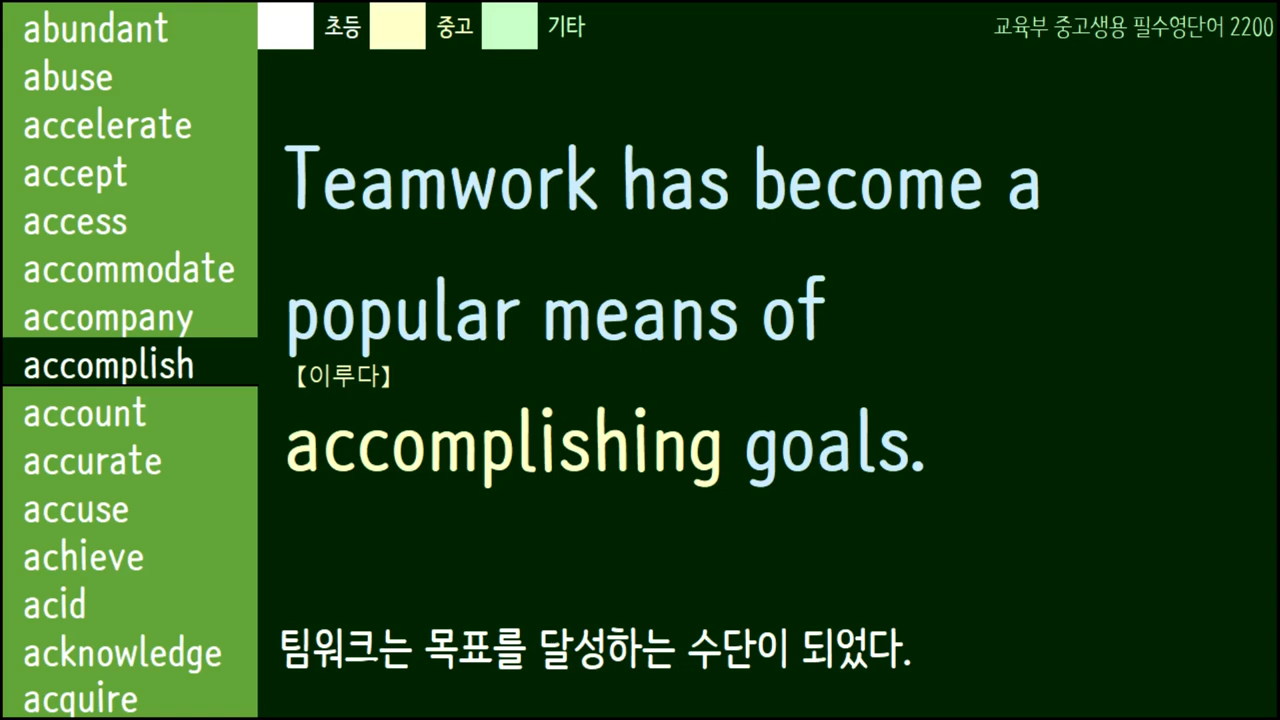 abundant
abuse
accelerate
accept
access
accommodate
accompany
accomplish
account
accurate
accuse
achieve
acid
acknowledge
acquire
초등 중고 기타
교육부 중고생용 필수영단어 2200
Teamwork has become a
popular means of
【이루다】
accomplishing goals.
팀워크는 목표를 달성하는 수단이 되었다.